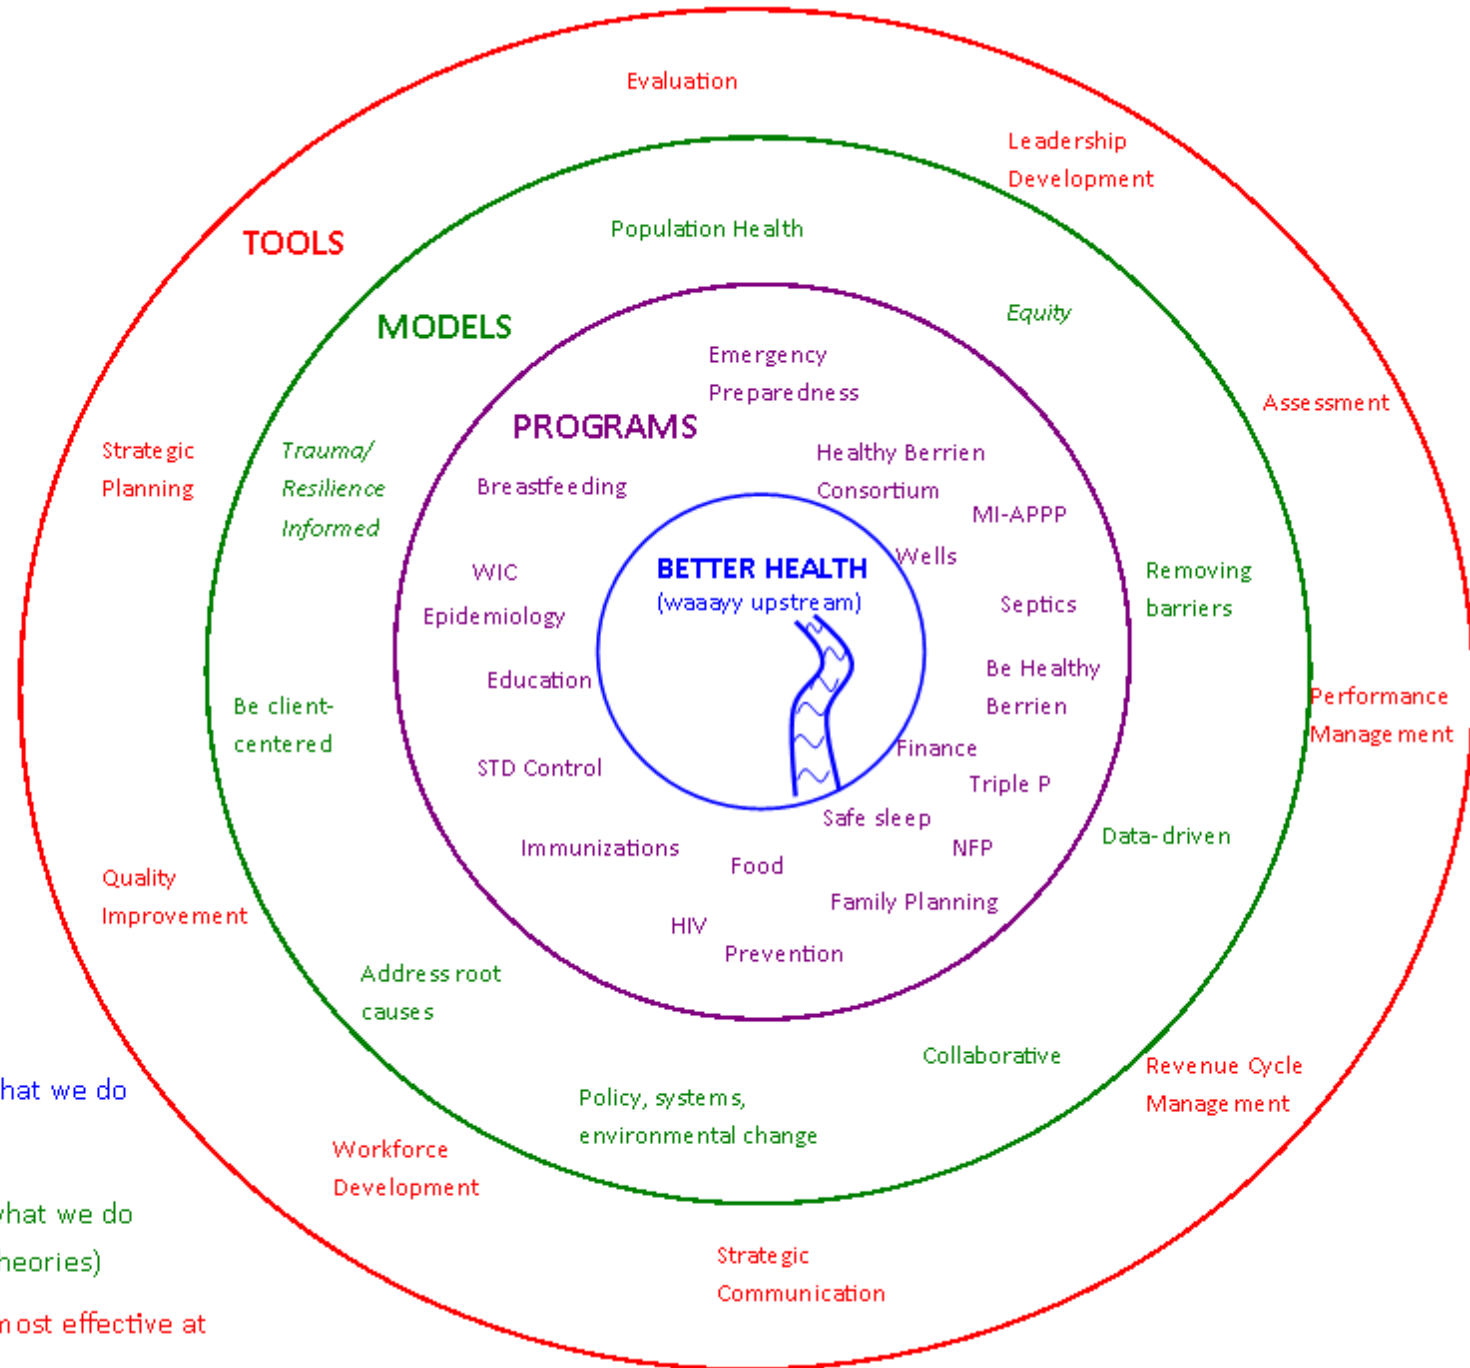 Evaluation
Leadership
Development
TOOLS
Population Health
MODELS
Equity
Emergency
Preparedness
PROGRAMS
Assessment
Strategic
Planning
Trauma/
Resilience
Informed
Breastfeeding
Healthy Berrien
Consortium
MI-APPP
Wells
BETTER HEALTH
(waaayy upstream)
WIC
Epidemiology
Septics
Removing
barriers
Education
Be Healthy
Berrien
Be client-
centered
Performance
Management
STD Control
Finance
Triple P
Safe sleep
Data-driven
Immunizations
Food
NFP
Quality
Improvement
Family Planning
HIV
Prevention
Address root
causes
Collaborative
Revenue Cycle
Management
Policy, systems,
environmental change
Workforce
Development
Strategic
Communication
hat we do
what we do
heories)
most effective at